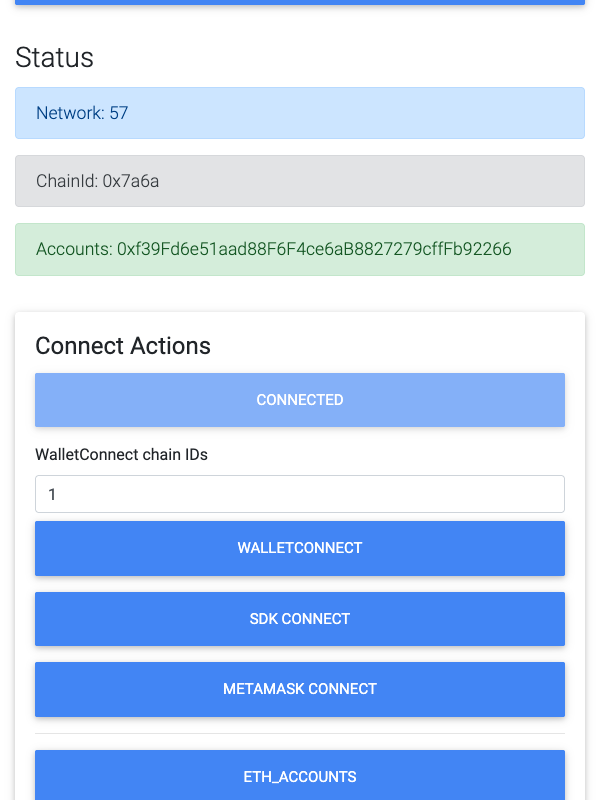 Status
Network: 57
ChainId: 0x7a6a
Accounts: 0xf39Fd6e51aad88F6F4ce6aB8827279cffFb92266
Connect Actions
CONNECTED
WalletConnect chain IDs
1
WALLETCONNECT
SDK CONNECT
METAMASK CONNECT
ETH_ACCOUNTS